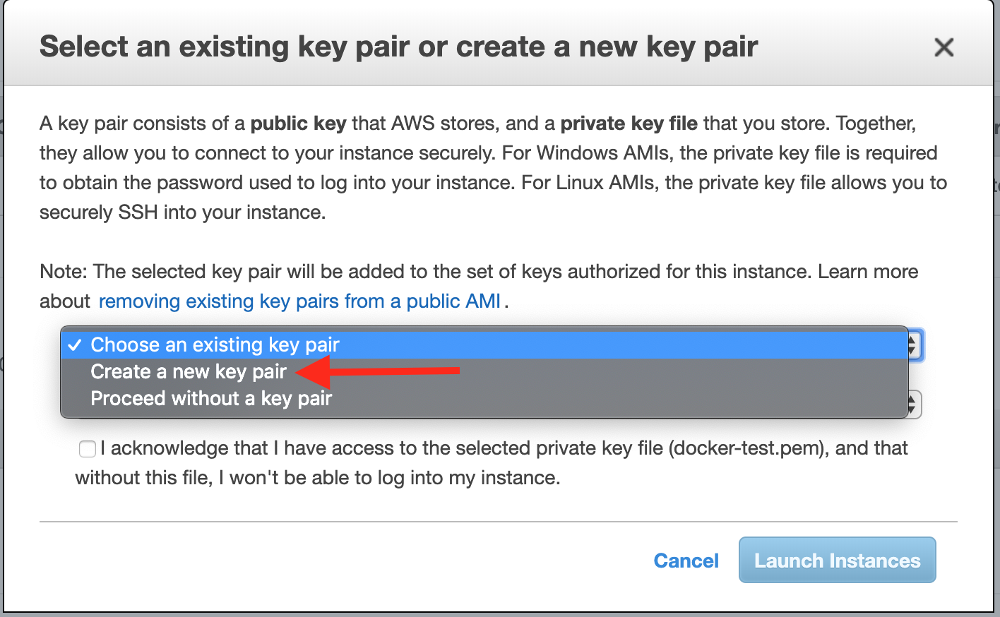 Select an existing key pair or create a new key pair
A key pair consists of a public key that AWS stores, and a private key file that you store. Together,
they allow you to connect to your instance securely. For Windows AMIs, the private key file is required
to obtain the password used to log into your instance. For Linux AMIs, the private key file allows you to
securely SSH into your instance.
Note: The selected key pair will be added to the set of keys authorized for this instance. Learn more
about removing existing key pairs from a public AMI.
✓ Choose an existing key pair
Create a new key pair
Proceed without a key pair
I acknowledge that I have access to the selected private key file (docker-test.pem), and that
without this file, I won't be able to log into my instance.
Cancel Launch Instances